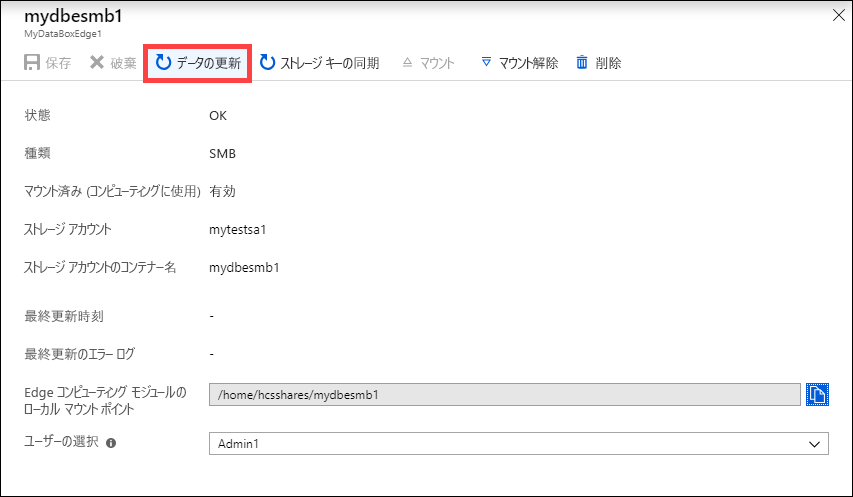 mydbesmb1
MyDataBoxEdge1
保存 破棄 データの更新 ストレージ キーの同期 マウント マウント解除 削除
状態 OK
種類 SMB
マウント済み (コンピューティングに使用) 有効
ストレージ アカウント mytestsa1
ストレージ アカウントのコンテナー名 mydbesmb1
最終更新時刻 -
最終更新のエラー ログ -
Edge コンピューティング モジュールの
ローカル マウント ポイント
/home/hcsshares/mydbesmb1
ユーザーの選択 Admin1